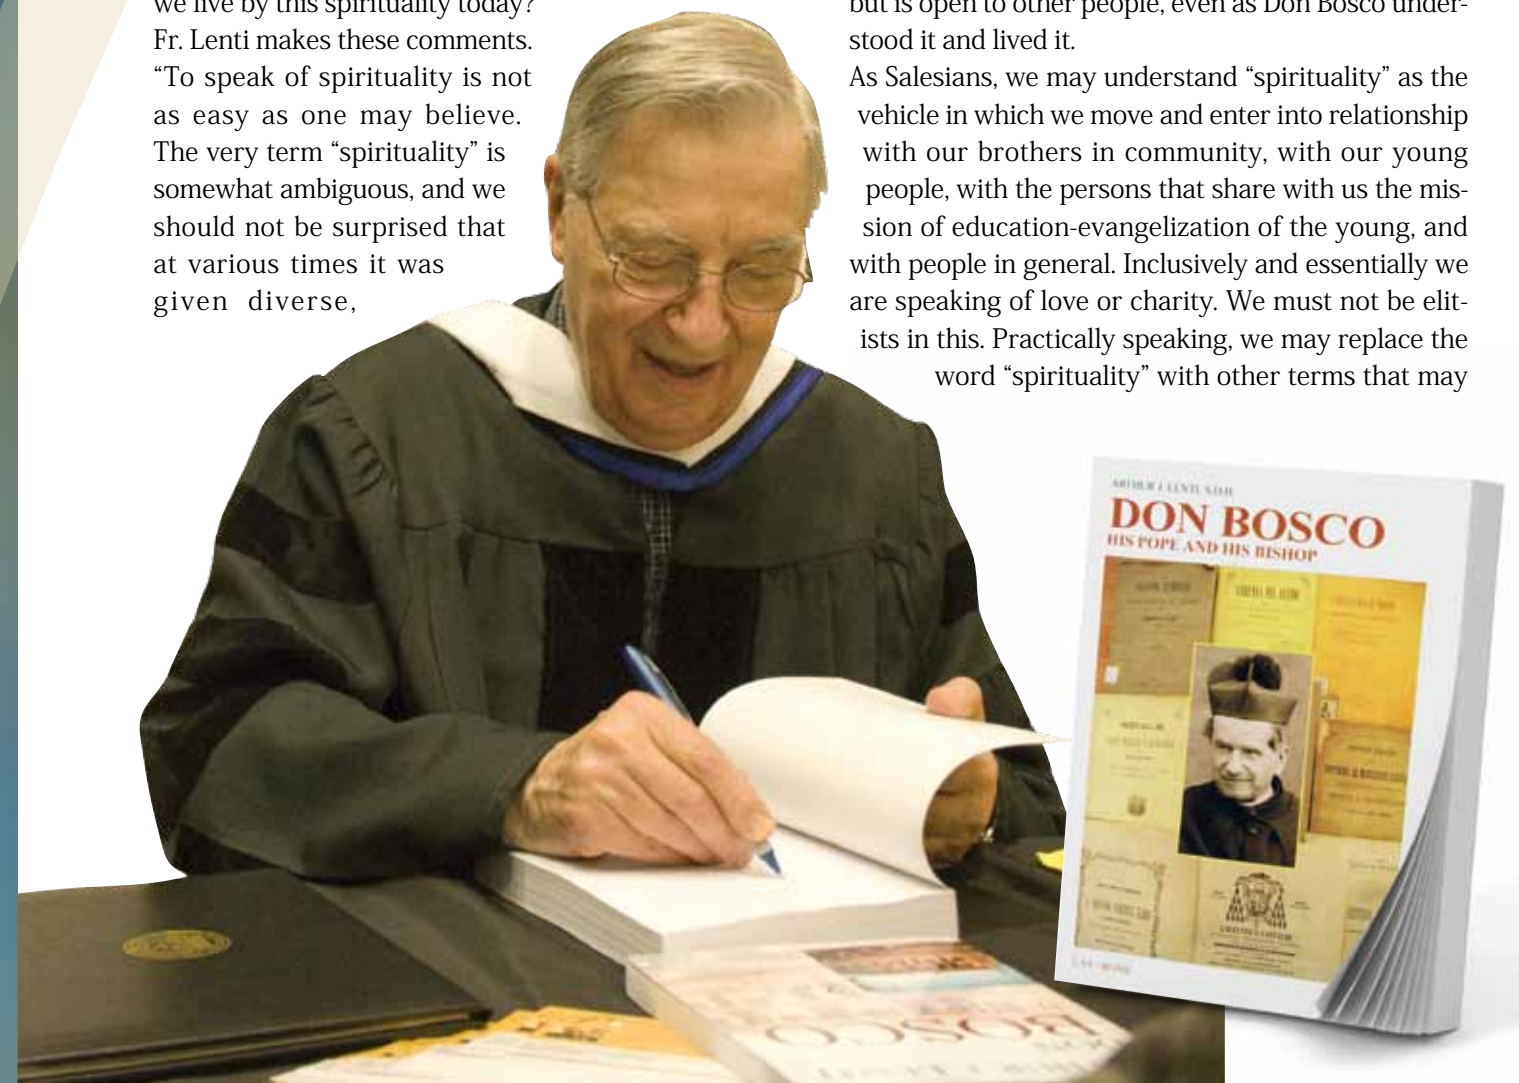 we live by this spirituality today?
Fr. Lenti makes these comments.
“To speak of spirituality is not
as easy as one may believe.
The very term “spirituality” is
somewhat ambiguous, and we
should not be surprised that
at various times it was
given diverse,
but is open to other people, even as Don Bosco under-
stood it and lived it.
As Salesians, we may understand “spirituality” as the
vehicle in which we move and enter into relationship
with our brothers in community, with our young
people, with the persons that share with us the mis-
sion of education-evangelization of the young, and
with people in general. Inclusively and essentially we
are speaking of love or charity. We must not be elit-
ists in this. Practically speaking, we may replace the
word “spirituality” with other terms that may
ARTHUR J. LENTI, S.D.B.
DON BOSCO
HIS POPE AND HIS BISHOP
BOSCO